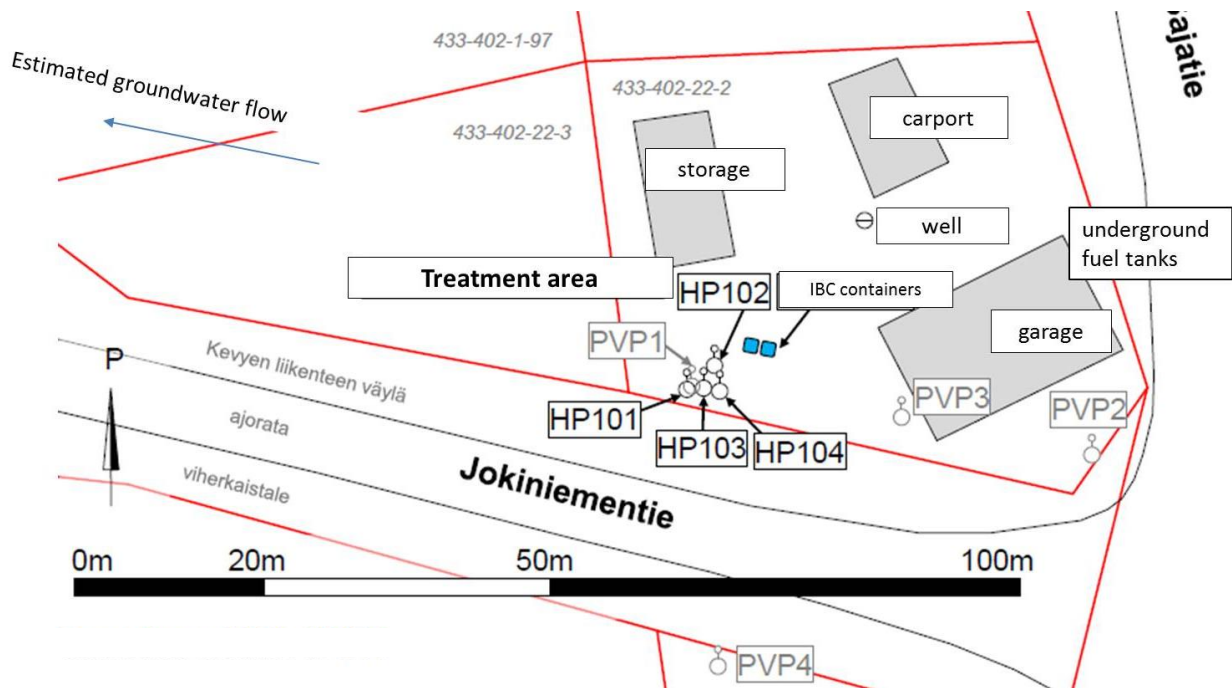 433-402-1-97
Estimated groundwater flow
433-402-22-2
433-402-22-3
carport
storage
well
underground
fuel tanks
Treatment area
HP102
IBC containers
garage
PVP1
Kevyen liikenteen väylä
P
PVP3
PVP2
HP101
ajorata
HP103
HP104
viherkaistale
Jokiniementie
0m 20m 50m 100m
PVP4